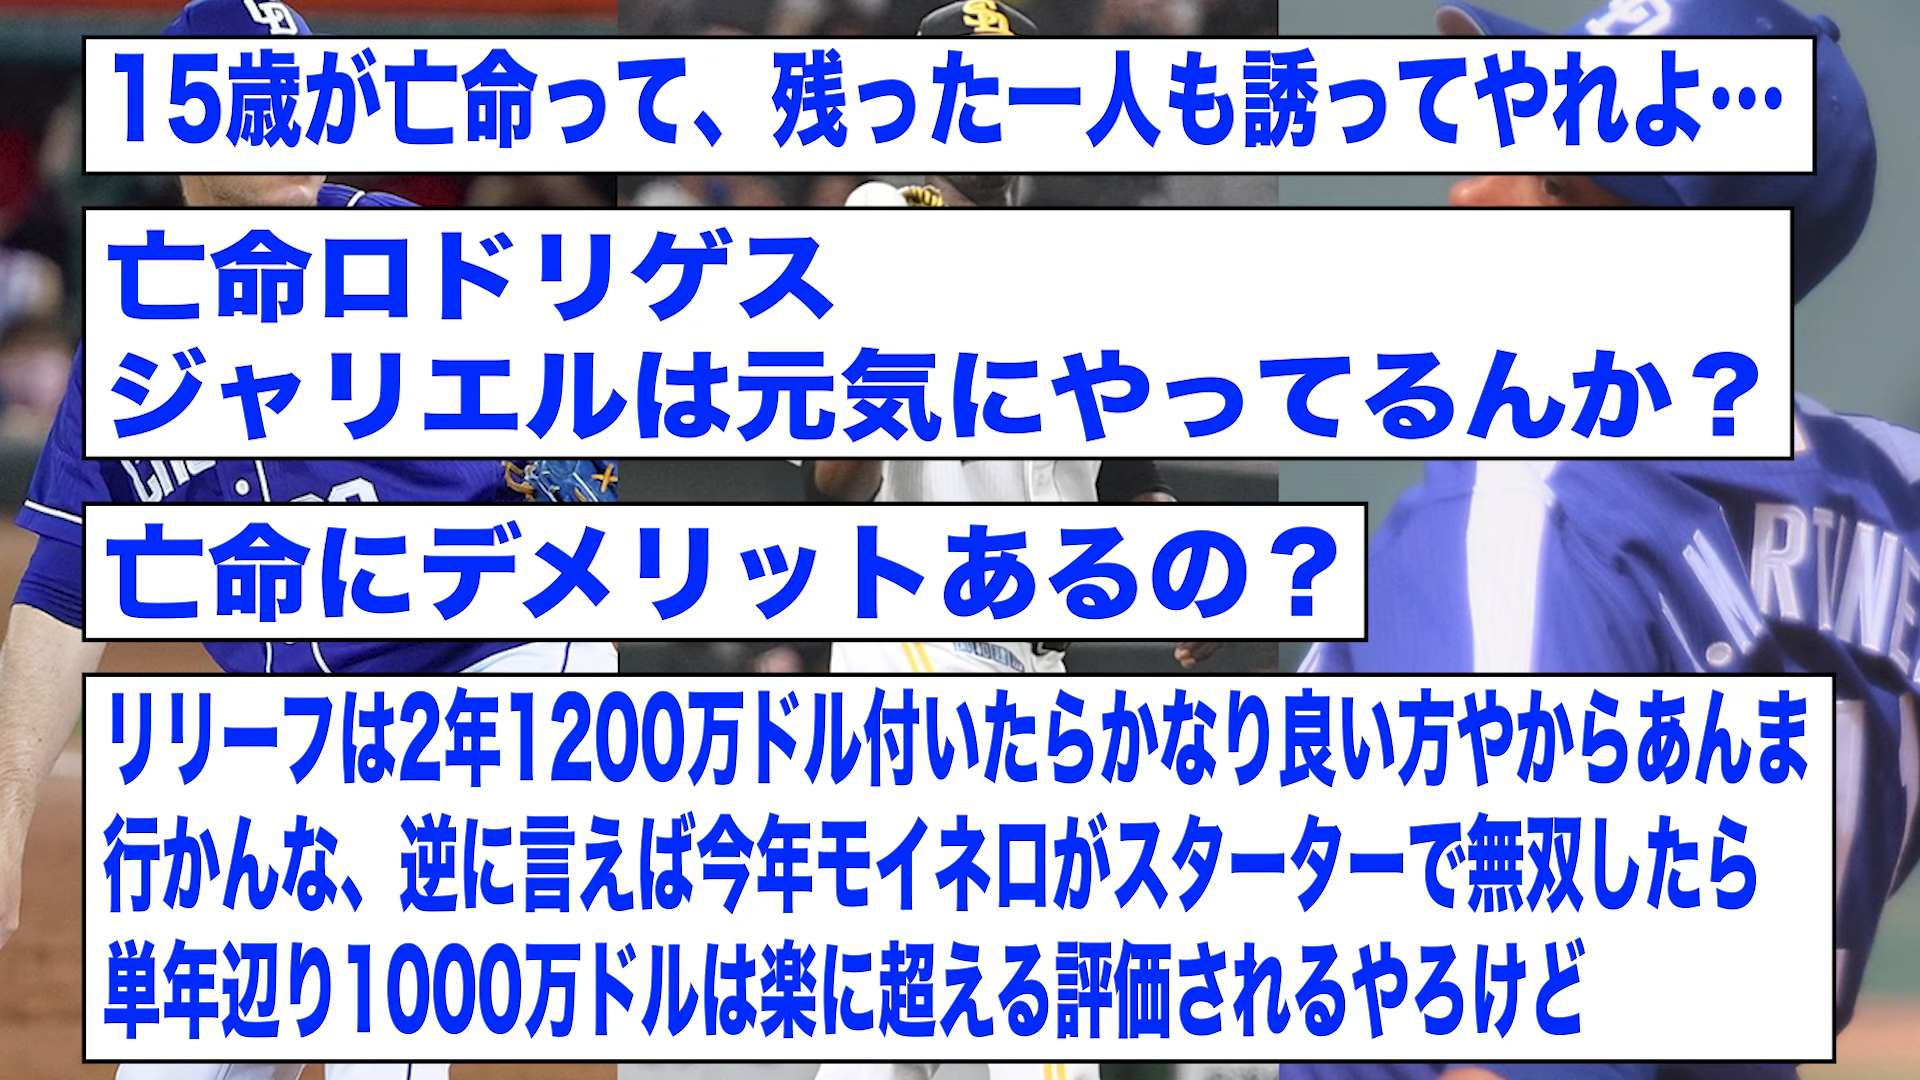 15歳が亡命って、残った一人も誘ってやれよ…
亡命ロドリゲス
ジャリエルは元気にやってるんか？
亡命にデメリットあるの？
リリーフは2年1200万ドル付いたらかなり良い方やからあんま
行かんな、逆に言えば今年モイネロがスターターで無双したら
単年辺り1000万ドルは楽に超える評価されるやろけど